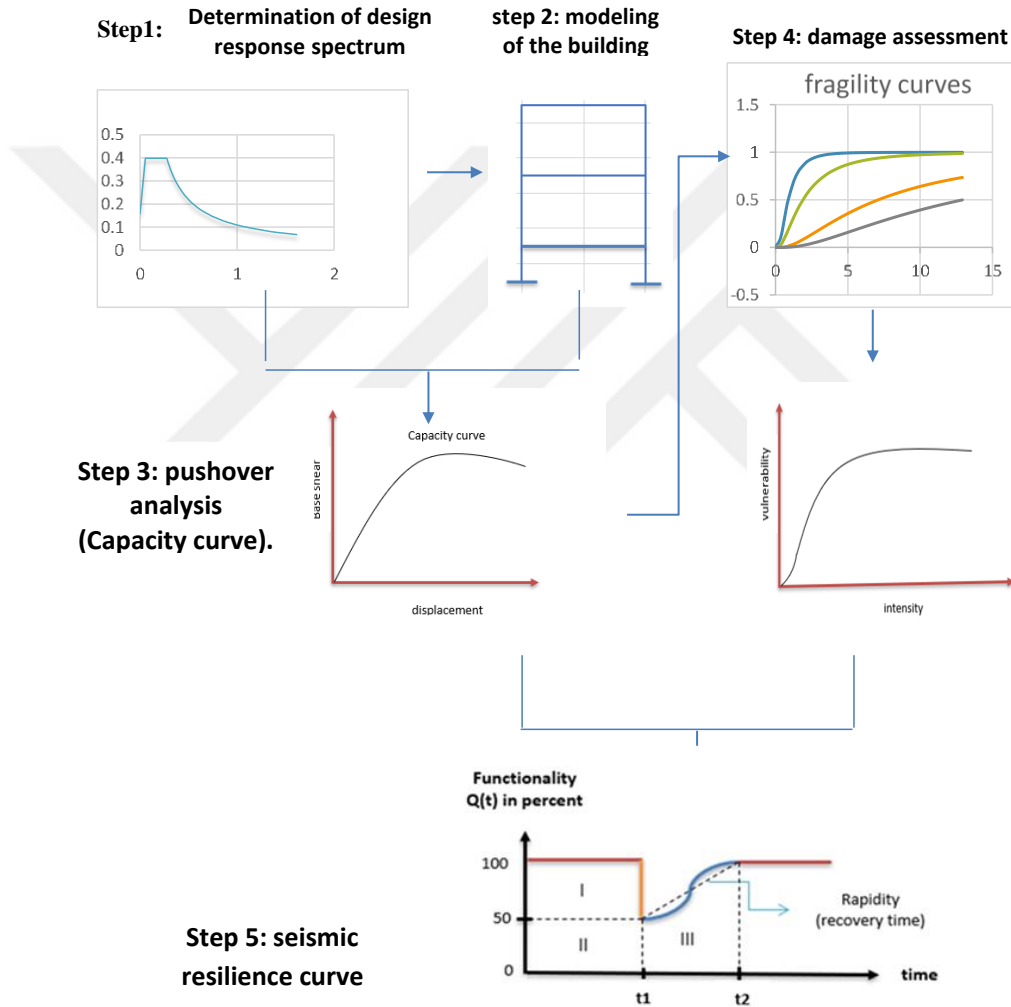 Step1:
Determination of design
response spectrum
step 2: modeling
of the building
Step 4: damage assessment
0.5
0.4
0.3
0.2
0.1
0
0
1
2
fragility curves
1.5
1
0.5
0
-0.5
0
5
10
15
Step 3: pushover
analysis
(Capacity curve).
Capacity curve
Base shear
displacement
vulnerability
intensity
Functionality
Q(t) in percent
100
50
0
I
II
III
t1
t2
time
Rapidity
(recovery time)
Step 5: seismic
resilience curve